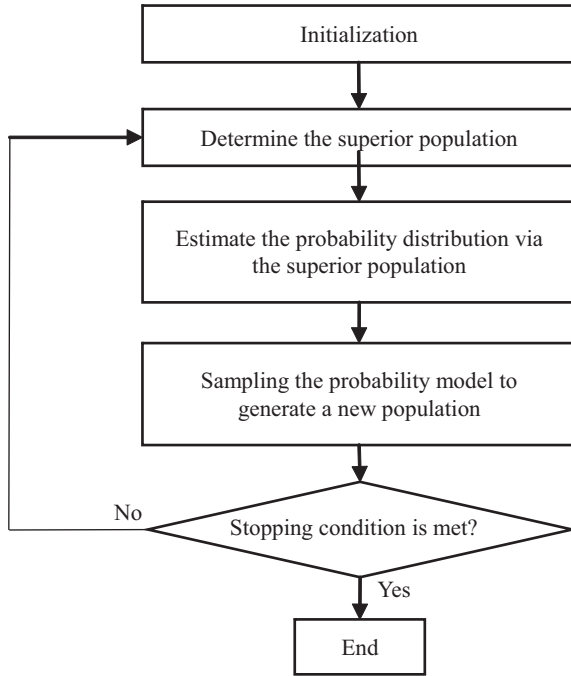 Initialization
Determine the superior population
Estimate the probability distribution via
the superior population
Sampling the probability model to
generate a new population
Stopping condition is met?
No
Yes
End